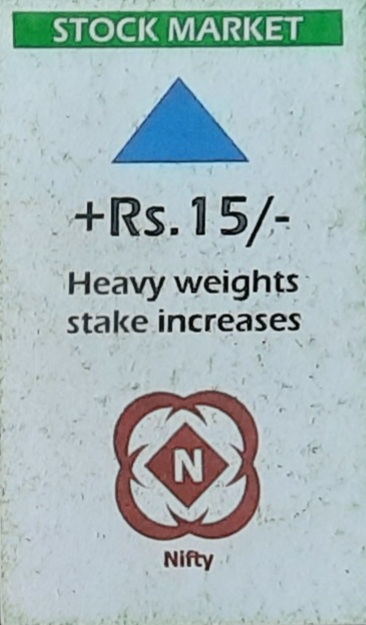 STOCK MARKET
+Rs.15/-
Heavy weights
stake increases
N
Nifty